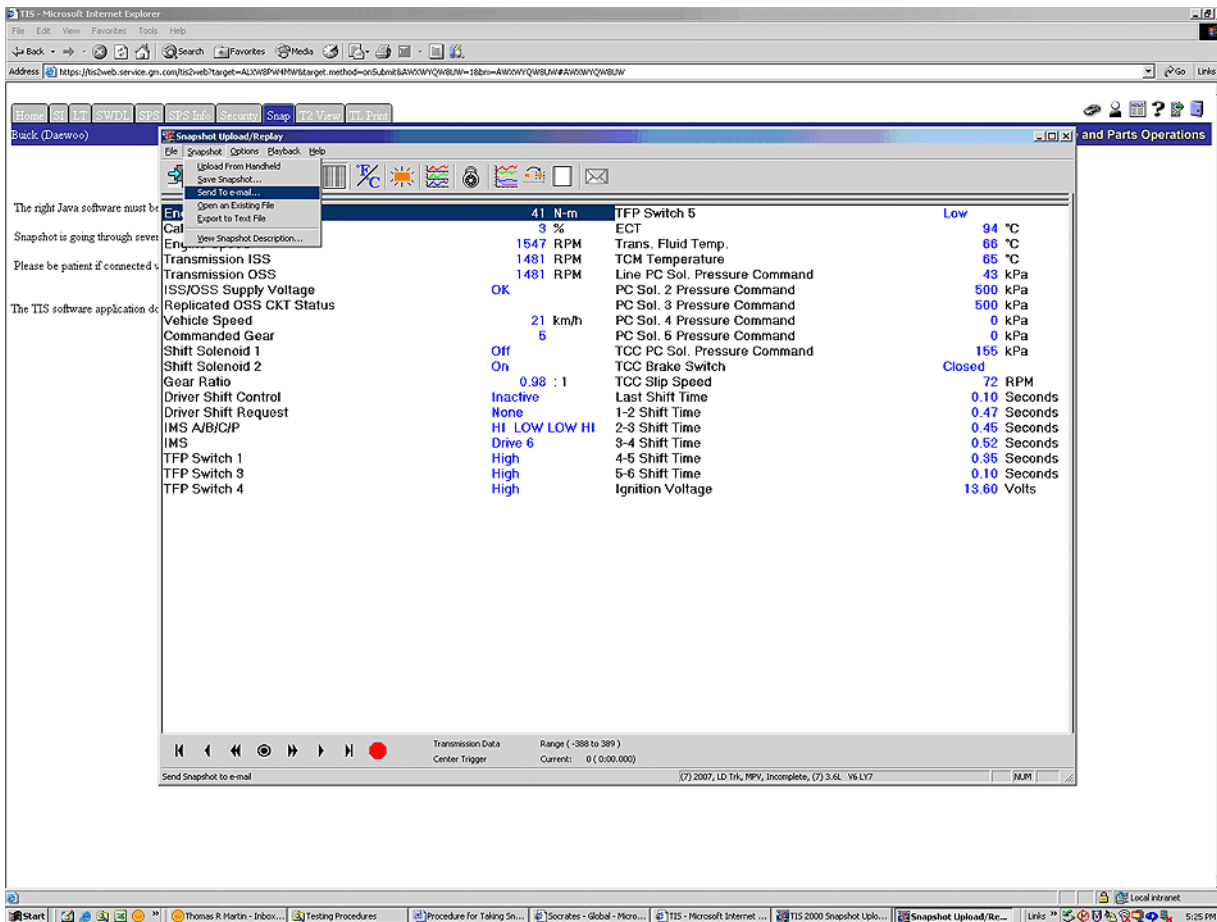 TIS - Microsoft Internet Explorer
File Edit View Favorites Tools Help
Back Search Favorites Media
Address https://tis2web.service.gm.com/tis2web?target=ALXW8PW4MW&target.method=onSubmit&AWXWYQW8UW=18bm=AWXWYQW8UW#AWXWYQW8UW Go Links
Home SI LT SWDL SPS SPS Info Security Snap T2 View TL Print
Buick (Daewoo) and Parts Operations
Snapshot Upload/Replay
File Snapshot Options Playback Help
Upload From Handheld
Save Snapshot...
Send To e-mail...
Open an Existing File
Export to Text File
View Snapshot Description...
The right Java software must be
Snapshot is going through sever
Please be patient if connected
The TIS software application do
41 N-m TFP Switch 5 Low
3 % ECT 94 °C
1547 RPM Trans. Fluid Temp. 66 °C
Transmission ISS 1481 RPM TCM Temperature 65 °C
Transmission OSS 1481 RPM Line PC Sol. Pressure Command 43 kPa
ISS/OSS Supply Voltage OK PC Sol. 2 Pressure Command 500 kPa
Replicated OSS CKT Status PC Sol. 3 Pressure Command 500 kPa
Vehicle Speed 21 km/h PC Sol. 4 Pressure Command 0 kPa
Commanded Gear 5 PC Sol. 5 Pressure Command 0 kPa
Shift Solenoid 1 Off TCC PC Sol. Pressure Command 155 kPa
Shift Solenoid 2 On TCC Brake Switch Closed
Gear Ratio 0.98 : 1 TCC Slip Speed 72 RPM
Driver Shift Control Inactive Last Shift Time 0.10 Seconds
Driver Shift Request None 1-2 Shift Time 0.47 Seconds
IMS A/B/C/P HI LOW LOW HI 2-3 Shift Time 0.45 Seconds
IMS Drive 6 3-4 Shift Time 0.52 Seconds
TFP Switch 1 High 4-5 Shift Time 0.35 Seconds
TFP Switch 3 High 5-6 Shift Time 0.10 Seconds
TFP Switch 4 High Ignition Voltage 13.60 Volts
Transmission Data Range ( -388 to 389 )
Center Trigger Current: 0 ( 0:00.000)
Send Snapshot to e-mail (7) 2007, LD Trk, MPV, Incomplete, (7) 3.6L V6 LY7 NUM
Local intranet
Start Thomas R Martin - Inbox... Testing Procedures Procedure for Taking Sn... Socrates - Global - Micro... TIS - Microsoft Internet ... TIS 2000 Snapshot Uplo... Snapshot Upload/Re... Links 5:25 PM